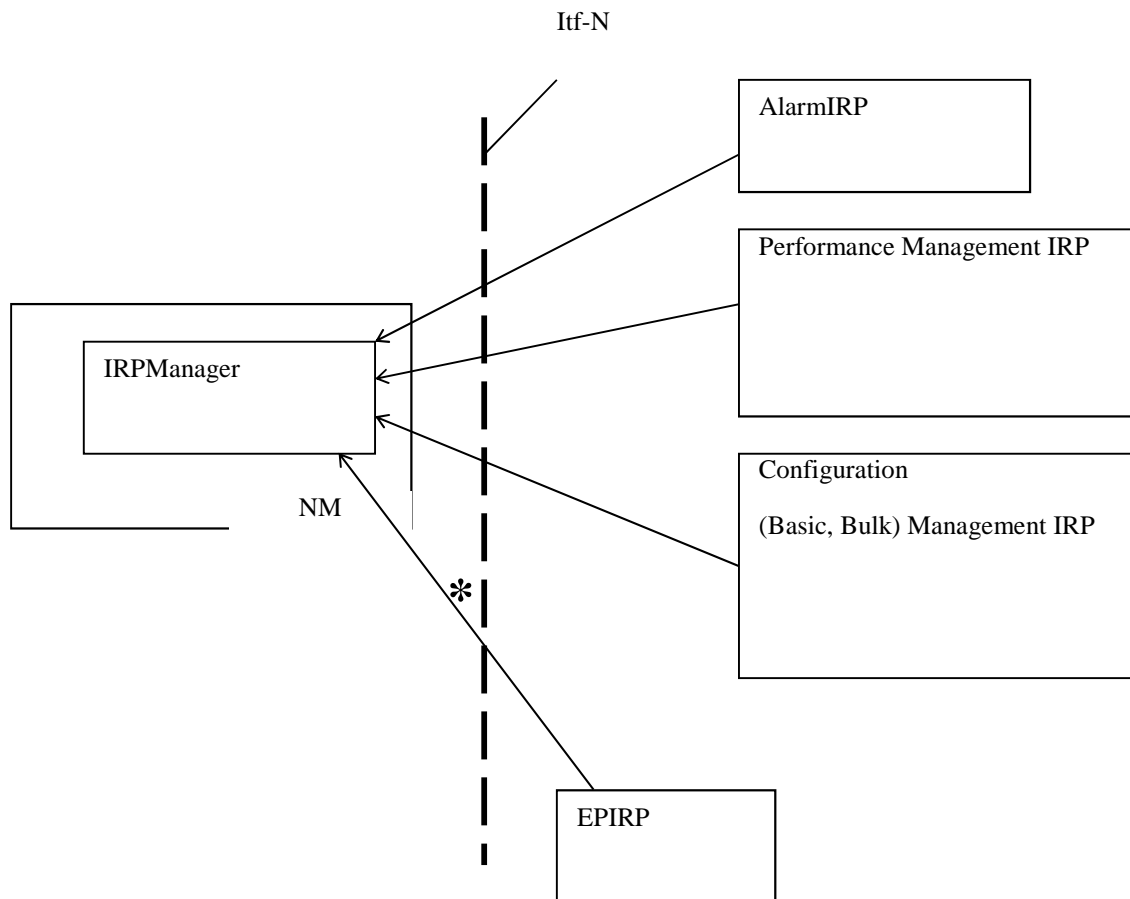 Itf-N
AlarmIRP
Performance Management IRP
IRPManager
Configuration
(Basic, Bulk) Management IRP
NM
*
EPIRP